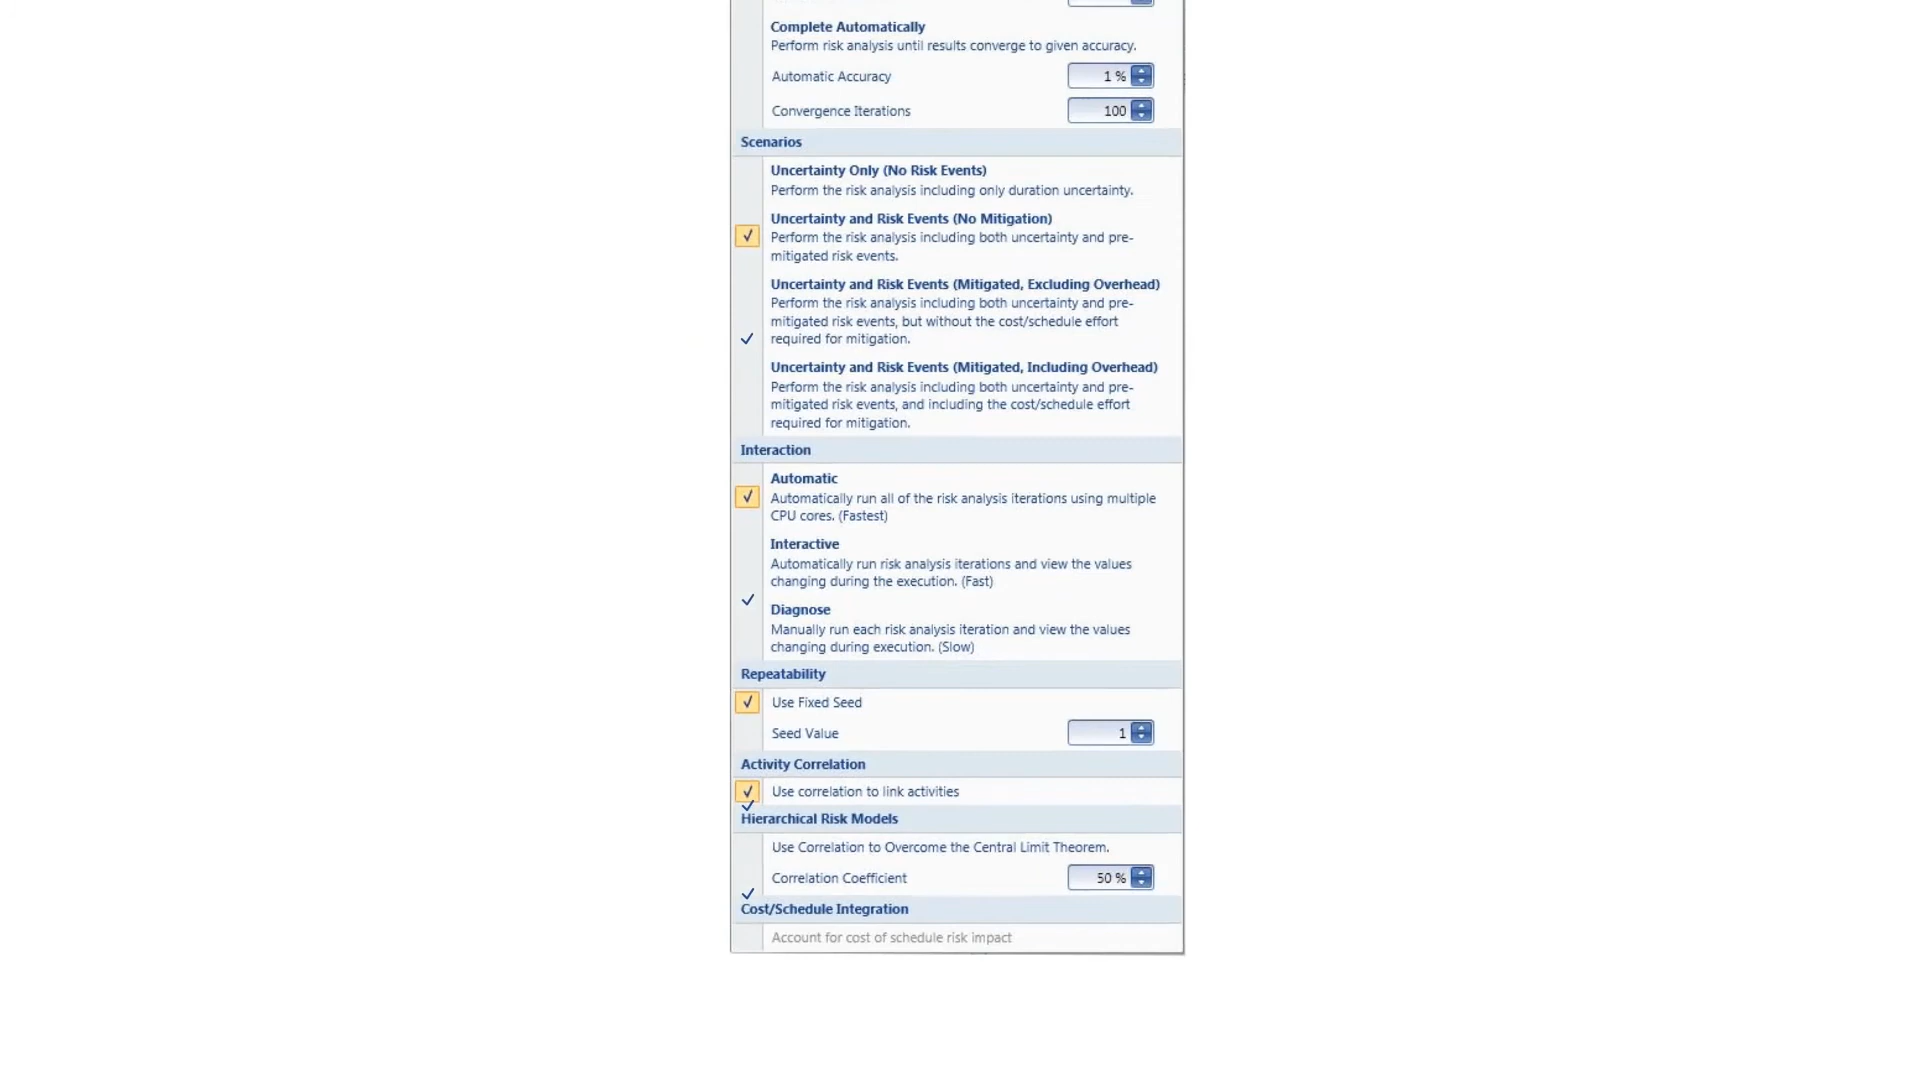 Complete Automatically
Perform risk analysis until results converge to given accuracy.
Automatic Accuracy 1 %
Convergence Iterations 100
Scenarios
Uncertainty Only (No Risk Events)
Perform the risk analysis including only duration uncertainty.
Uncertainty and Risk Events (No Mitigation)
Perform the risk analysis including both uncertainty and pre-
mitigated risk events.
Uncertainty and Risk Events (Mitigated, Excluding Overhead)
Perform the risk analysis including both uncertainty and pre-
mitigated risk events, but without the cost/schedule effort
required for mitigation.
Uncertainty and Risk Events (Mitigated, Including Overhead)
Perform the risk analysis including both uncertainty and pre-
mitigated risk events, and including the cost/schedule effort
required for mitigation.
Interaction
Automatic
Automatically run all of the risk analysis iterations using multiple
CPU cores. (Fastest)
Interactive
Automatically run risk analysis iterations and view the values
changing during the execution. (Fast)
Diagnose
Manually run each risk analysis iteration and view the values
changing during execution. (Slow)
Repeatability
Use Fixed Seed
Seed Value 1
Activity Correlation
Use correlation to link activities
Hierarchical Risk Models
Use Correlation to Overcome the Central Limit Theorem.
Correlation Coefficient 50 %
Cost/Schedule Integration
Account for cost of schedule risk impact